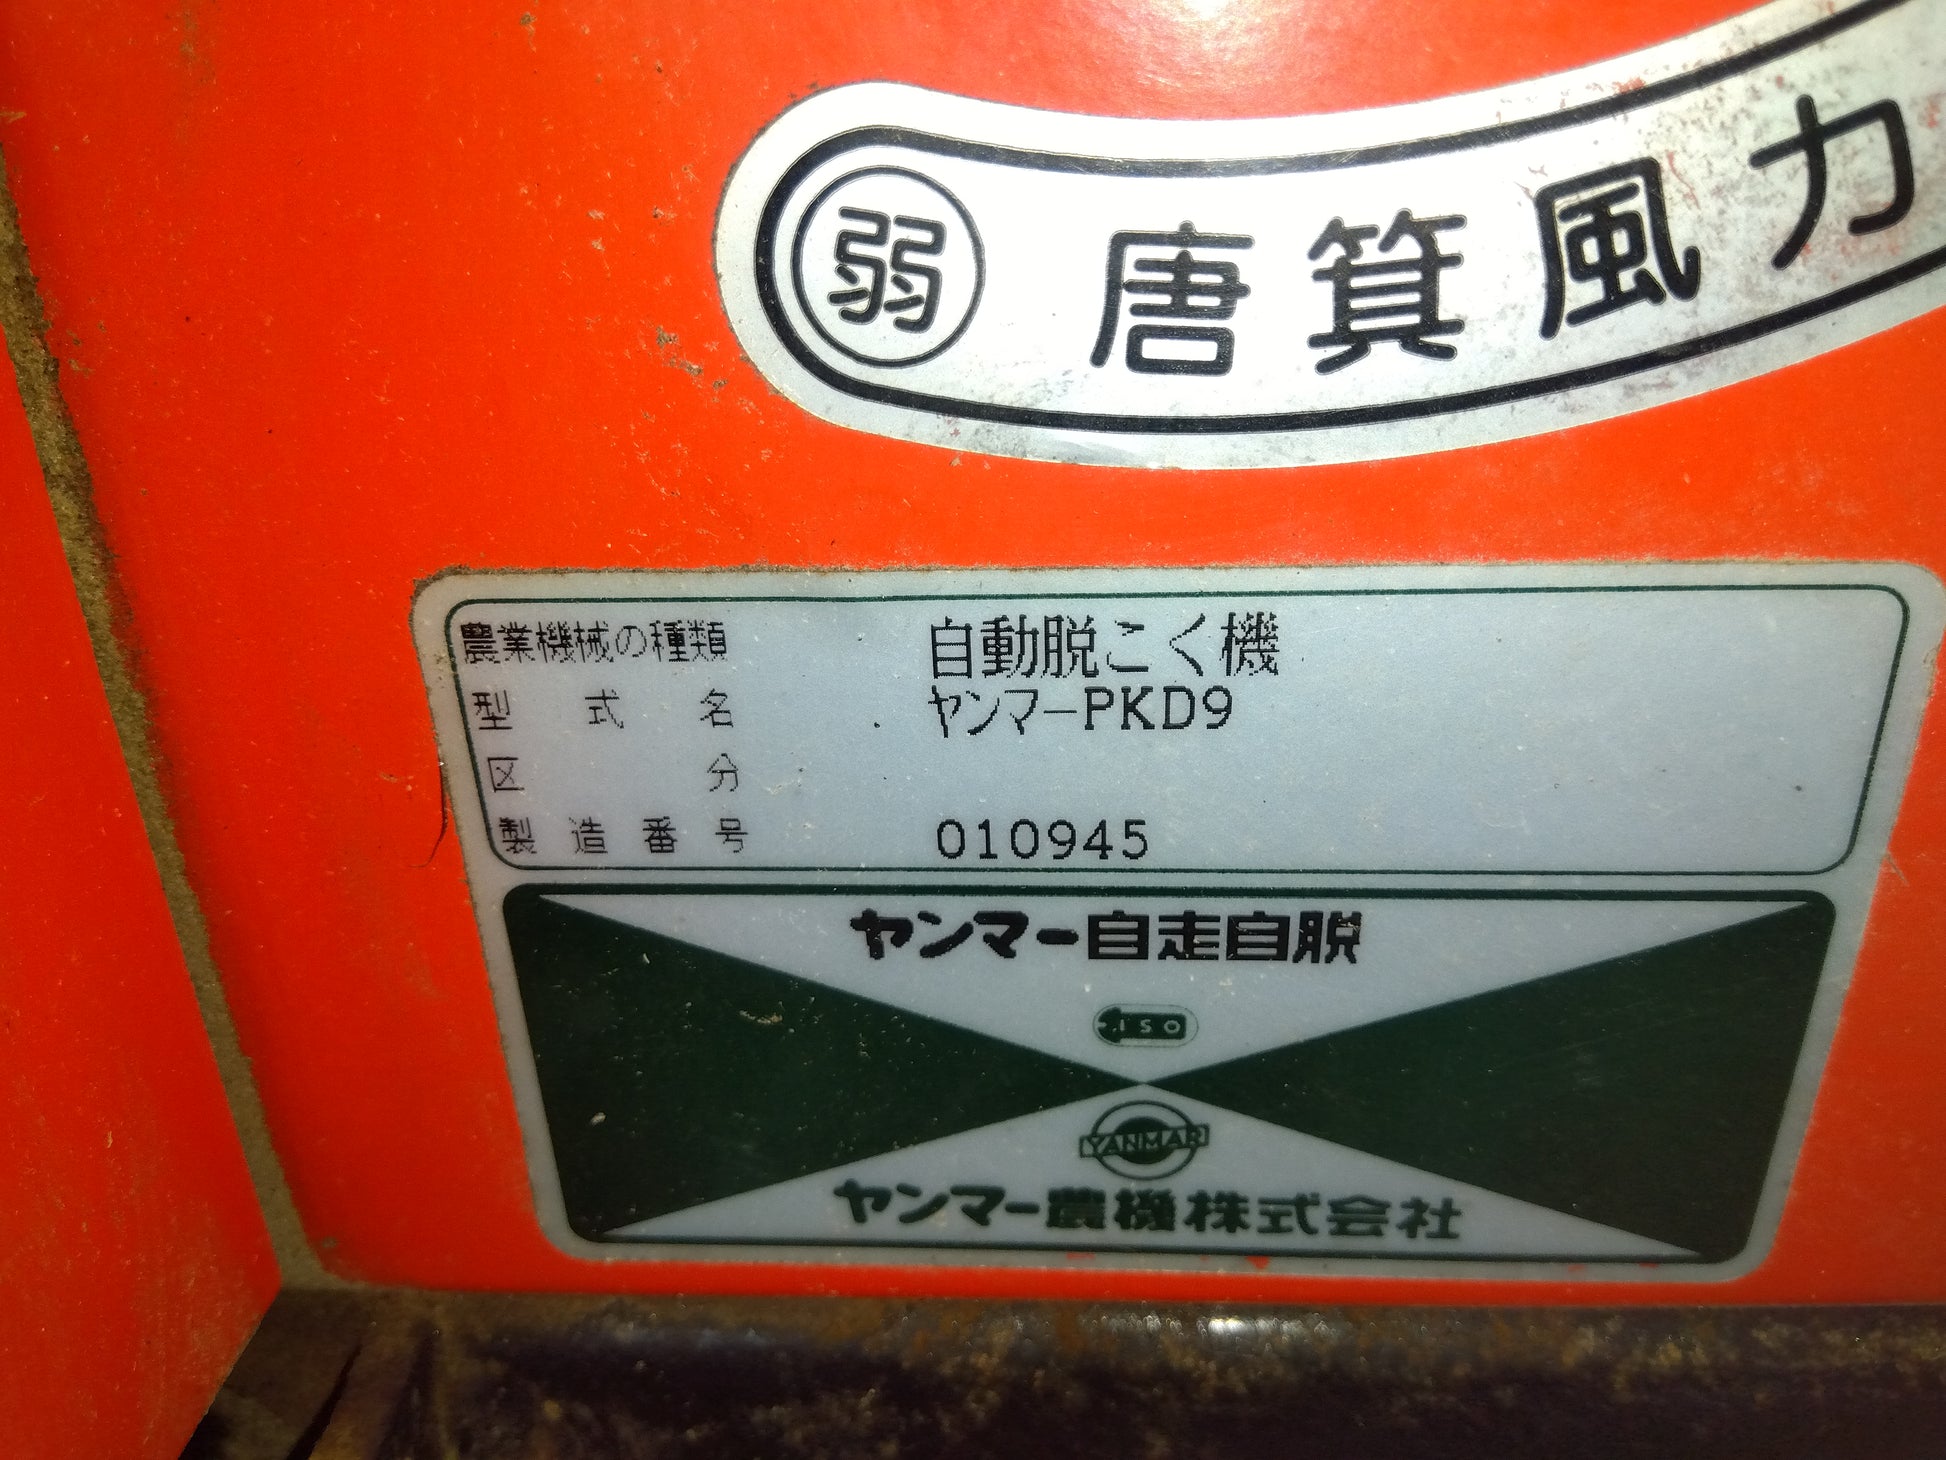 弱 唐箕風力
農業機械の種類 自動脱こく機
型式名 ヤンマーPKD9
区分
製造番号 010945
ヤンマー自走自脱
ISO
YANMAR
ヤンマー農機株式会社